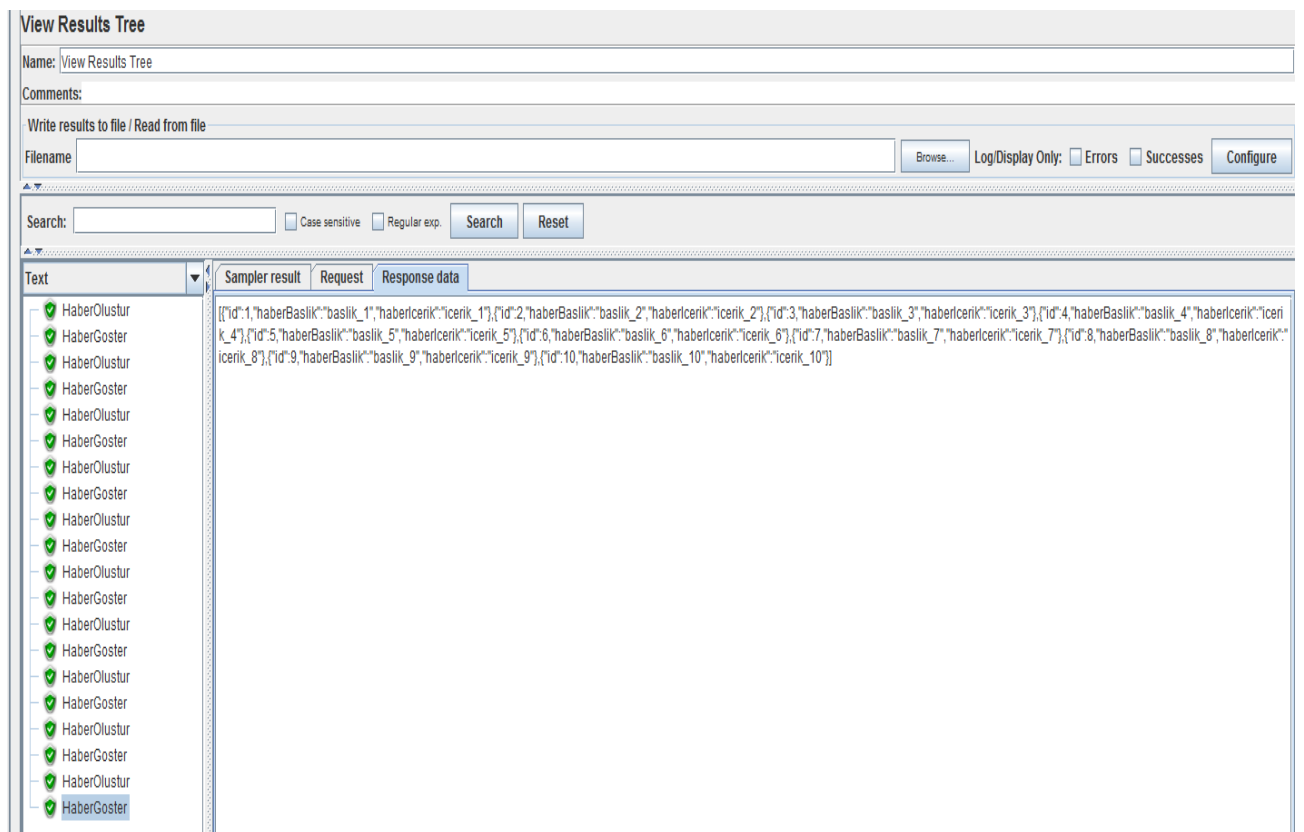 View Results Tree
Name: View Results Tree
Comments:
Write results to file / Read from file
Filename Browse... Log/Display Only: Errors Successes Configure
Search: Case sensitive Regular exp. Search Reset
Text
Sampler result Request Response data
HaberOlustur
HaberGoster
HaberOlustur
HaberGoster
HaberOlustur
HaberGoster
HaberOlustur
HaberGoster
HaberOlustur
HaberGoster
HaberOlustur
HaberGoster
HaberOlustur
HaberGoster
HaberOlustur
HaberGoster
HaberOlustur
HaberGoster
HaberOlustur
HaberGoster
[{"id":1,"haberBaslik":"baslik_1","haberIcerik":"icerik_1"},{"id":2,"haberBaslik":"baslik_2","haberIcerik":"icerik_2"},{"id":3,"haberBaslik":"baslik_3","haberIcerik":"icerik_3"},{"id":4,"haberBaslik":"baslik_4","haberIcerik":"iceri
k_4"},{"id":5,"haberBaslik":"baslik_5","haberIcerik":"icerik_5"},{"id":6,"haberBaslik":"baslik_6","haberIcerik":"icerik_6"},{"id":7,"haberBaslik":"baslik_7","haberIcerik":"icerik_7"},{"id":8,"haberBaslik":"baslik_8","haberIcerik":"
icerik_8"},{"id":9,"haberBaslik":"baslik_9","haberIcerik":"icerik_9"},{"id":10,"haberBaslik":"baslik_10","haberIcerik":"icerik_10"}]